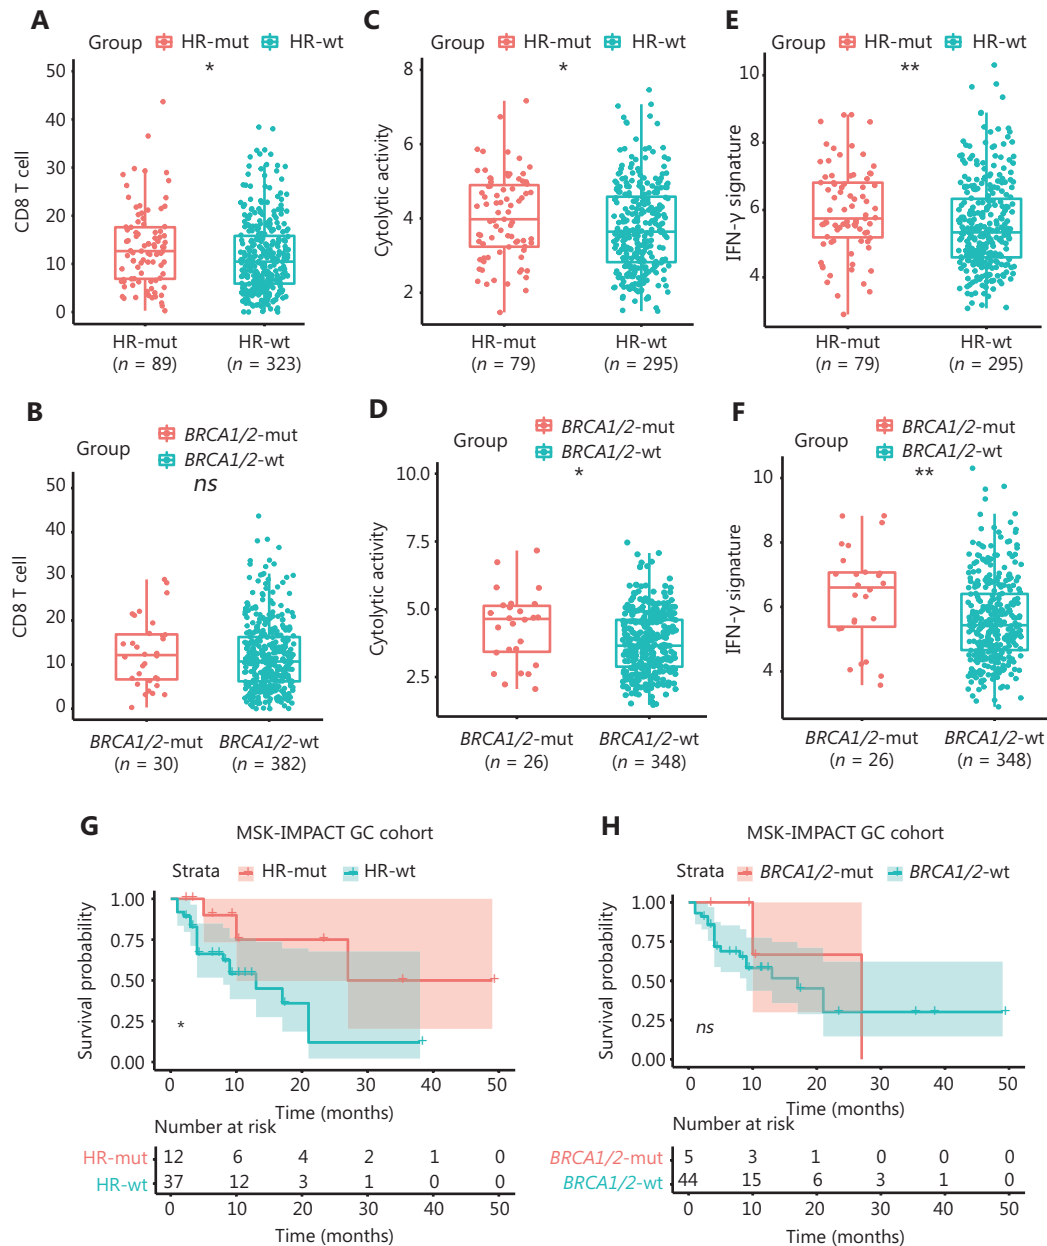 A
Group HR-mut HR-wt
*
CD8 T cell
50
40
30
20
10
0
HR-mut
(n = 89)
HR-wt
(n = 323)
C
Group HR-mut HR-wt
*
Cytolytic activity
8
6
4
2
HR-mut
(n = 79)
HR-wt
(n = 295)
E
Group HR-mut HR-wt
**
IFN-γ signature
10
8
6
4
HR-mut
(n = 79)
HR-wt
(n = 295)
B
Group
BRCA1/2-mut
BRCA1/2-wt
ns
CD8 T cell
50
40
30
20
10
0
BRCA1/2-mut
(n = 30)
BRCA1/2-wt
(n = 382)
D
Group
BRCA1/2-mut
BRCA1/2-wt
*
Cytolytic activity
10.0
7.5
5.0
2.5
BRCA1/2-mut
(n = 26)
BRCA1/2-wt
(n = 348)
F
Group
BRCA1/2-mut
BRCA1/2-wt
**
IFN-γ signature
10
8
6
4
BRCA1/2-mut
(n = 26)
BRCA1/2-wt
(n = 348)
G
MSK-IMPACT GC cohort
Strata HR-mut HR-wt
Survival probability
1.00
0.75
0.50
0.25
0.00
*
0 10 20 30 40 50
Time (months)
Number at risk
HR-mut 12 6 4 2 1 0
HR-wt 37 12 3 1 0 0
0 10 20 30 40 50
Time (months)
H
MSK-IMPACT GC cohort
Strata BRCA1/2-mut BRCA1/2-wt
Survival probability
1.00
0.75
0.50
0.25
0.00
ns
0 10 20 30 40 50
Time (months)
Number at risk
BRCA1/2-mut 5 3 1 0 0 0
BRCA1/2-wt 44 15 6 3 1 0
0 10 20 30 40 50
Time (months)